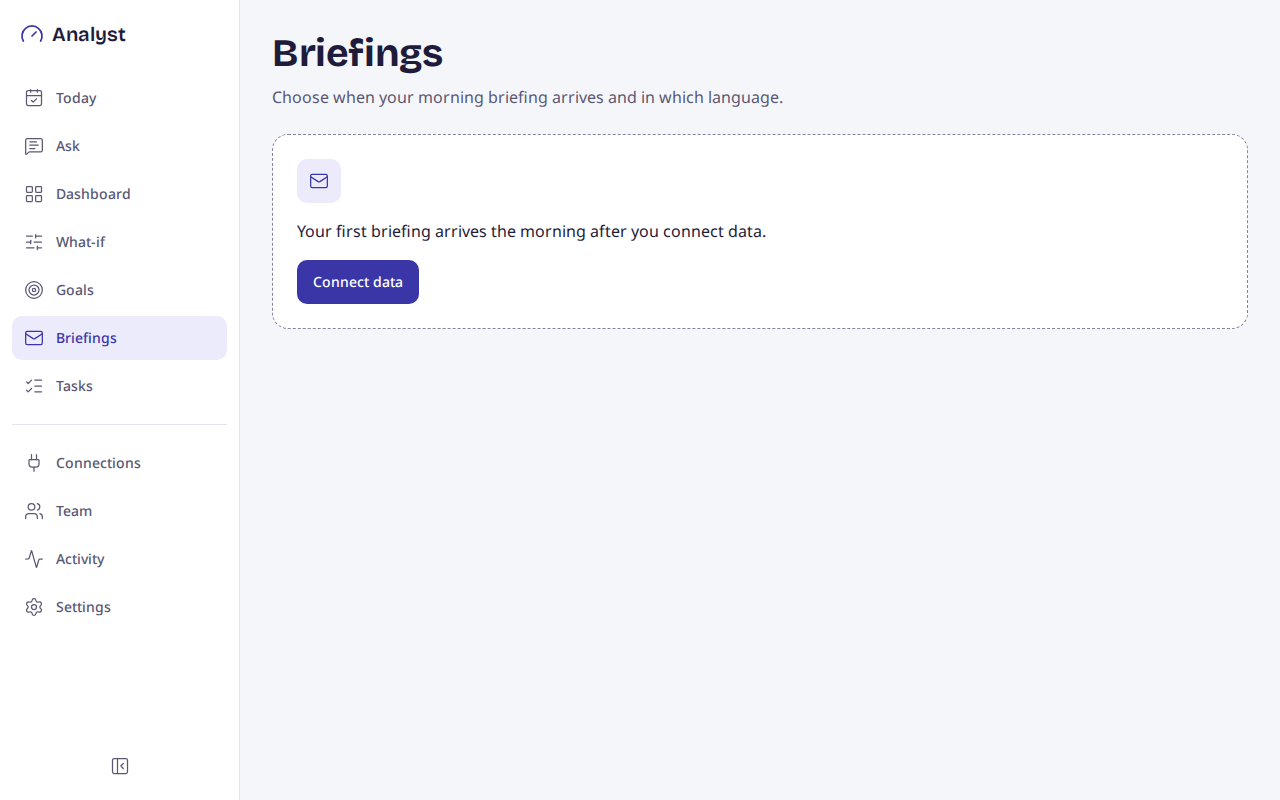 Analyst
Today
Ask
Dashboard
What-if
Goals
Briefings
Tasks
Connections
Team
Activity
Settings
Briefings
Choose when your morning briefing arrives and in which language.
Your first briefing arrives the morning after you connect data.
Connect data